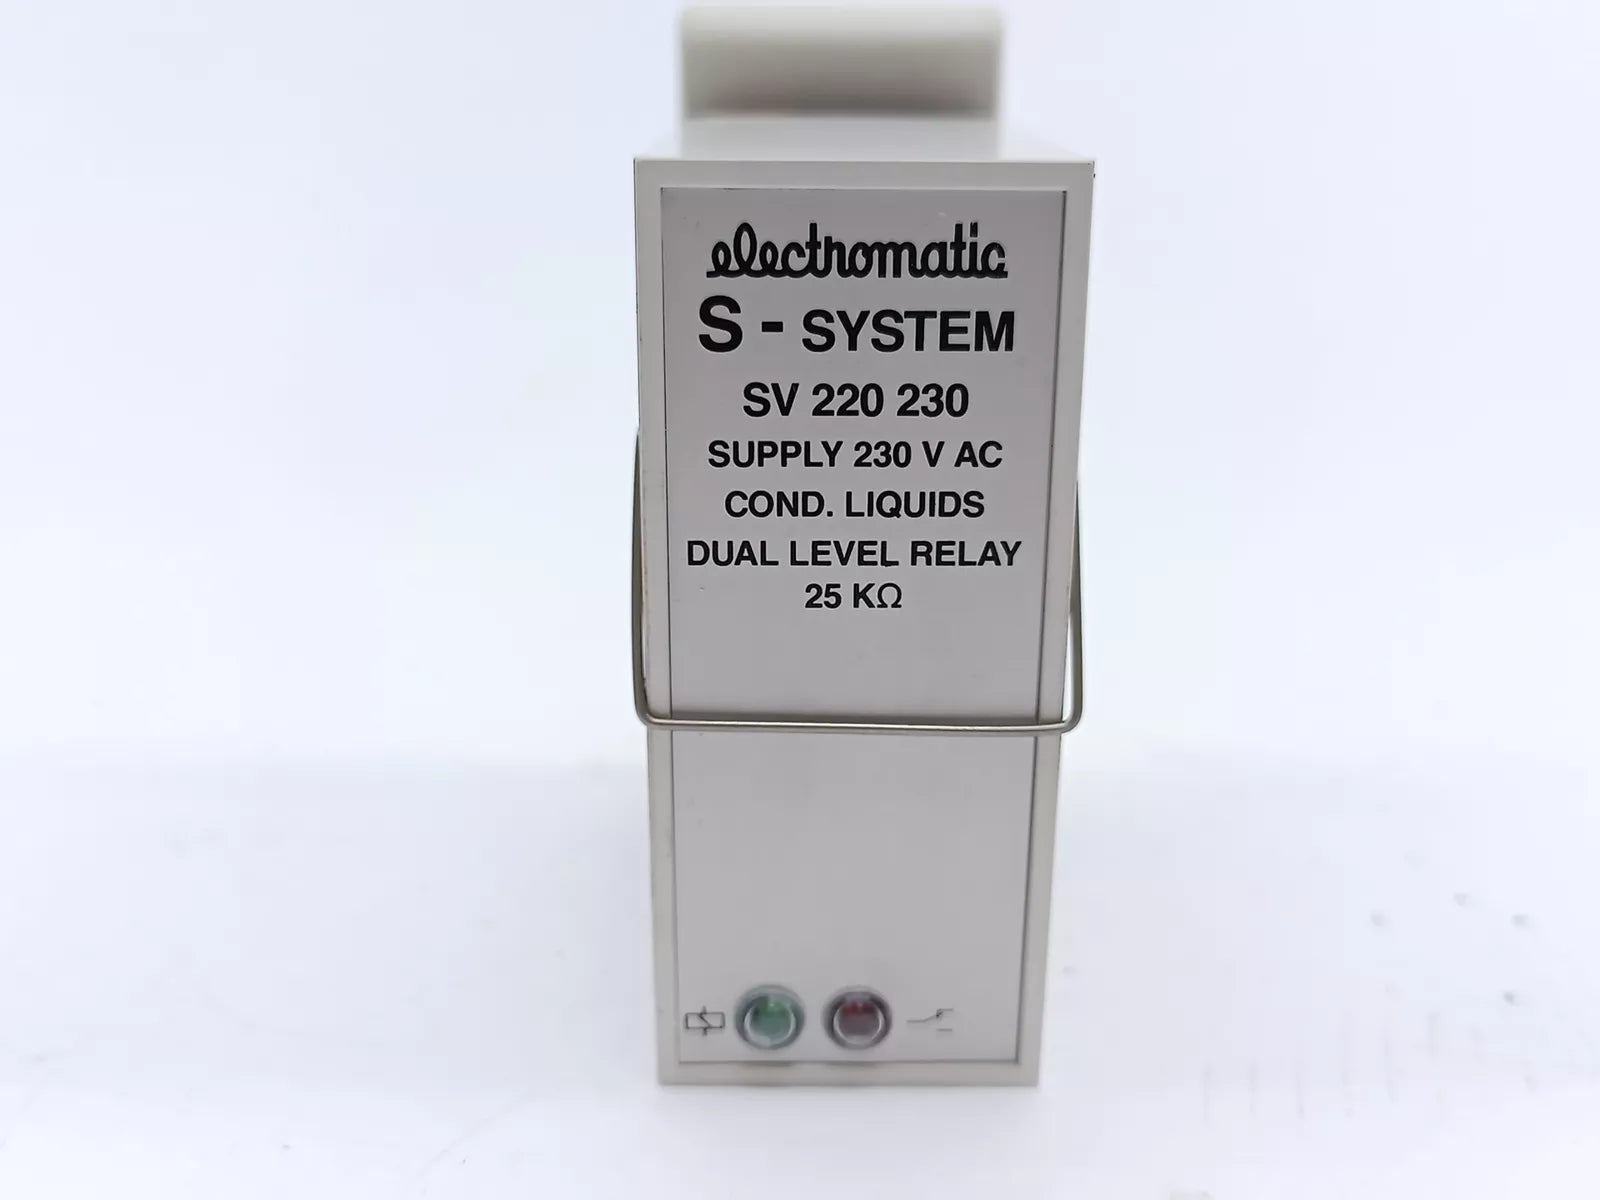 electromatic
S - SYSTEM
SV 220 230
SUPPLY 230 V AC
COND. LIQUIDS
DUAL LEVEL RELAY
25 KΩ